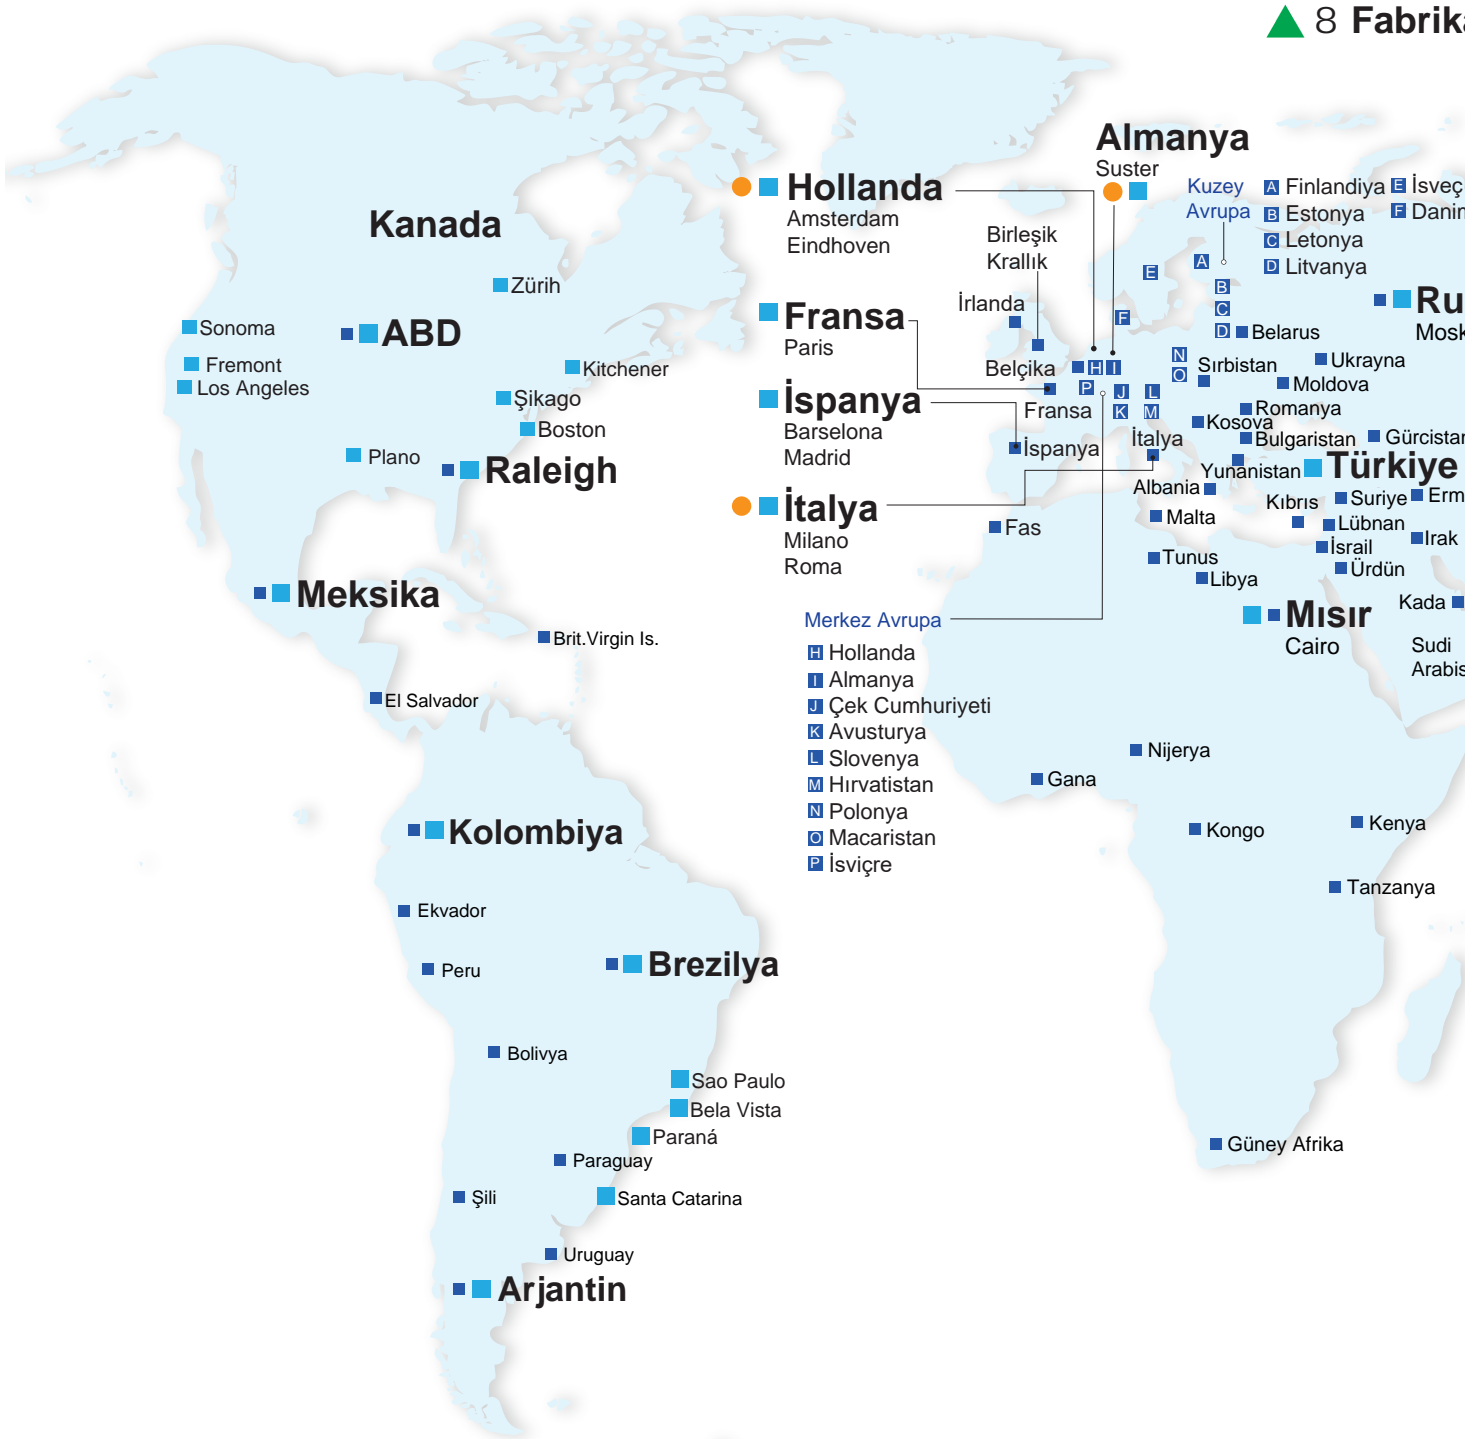 8 Fabrika
Almanya
Suster
Hollanda
Amsterdam
Eindhoven
Kuzey
Avrupa
A Finlandiya
B Estonya
C Letonya
D Litvanya
E İsveç
F Danim
Kanada
Zürih
Sonoma
ABD
Fremont
Los Angeles
Kitchener
Şikago
Boston
Plano
Raleigh
Meksika
Brit.Virgin Is.
El Salvador
Birleşik
Krallık
İrlanda
Fransa
Paris
Belçika
Fransa
İspanya
Barselona
Madrid
İspanya
İtalya
İtalya
Milano
Roma
E
A
B
C
D
F
N
O
H
I
P
J
L
K
M
Ru
Mosk
Belarus
Sırbistan
Ukrayna
Moldova
Romanya
Kosova
Bulgaristan
Gürcistan
Yunanistan
Türkiye
Albania
Kıbrıs
Suriye
Erm
Malta
Lübnan
Irak
İsrail
Ürdün
Fas
Tunus
Libya
Mısır
Cairo
Kada
Sudi
Arabis
Merkez Avrupa
H Hollanda
I Almanya
J Çek Cumhuriyeti
K Avusturya
L Slovenya
M Hırvatistan
N Polonya
O Macaristan
P İsviçre
Nijerya
Gana
Kongo
Kenya
Tanzanya
Güney Afrika
Kolombiya
Ekvador
Peru
Brezilya
Bolivya
Sao Paulo
Bela Vista
Paraná
Paraguay
Şili
Santa Catarina
Uruguay
Arjantin